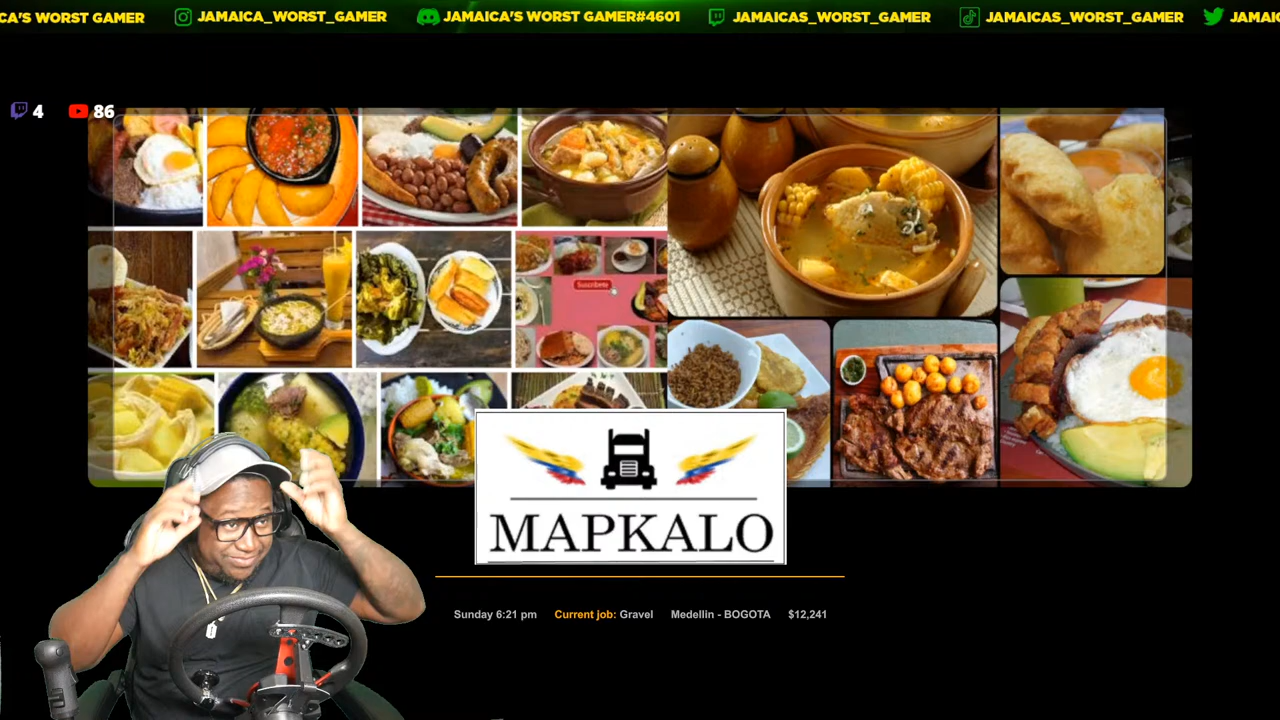 CA'S WORST GAMER JAMAICA_WORST_GAMER JAMAICA'S WORST GAMER#4601 JAMAICAS_WORST_GAMER JAMAICAS_WORST_GAMER JAMAIC
4 86
Suscríbete
MAPKALO
Sunday 6:21 pm Current job: Gravel Medellin - BOGOTA $12,241